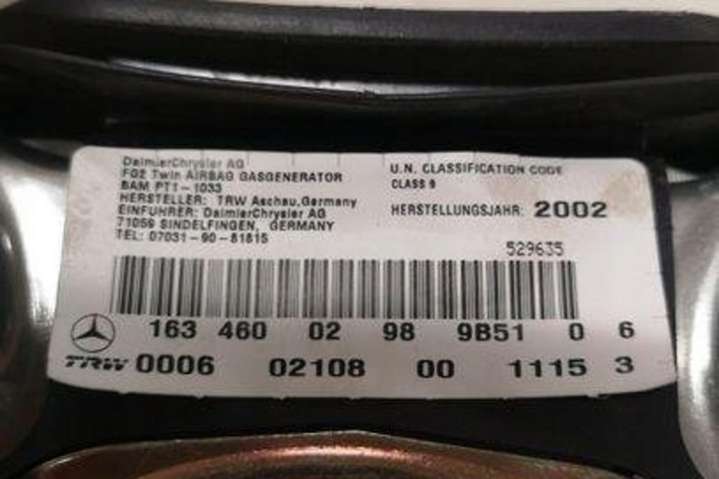 DaimlerChrysler AG
FG2 Twin AIRBAG GASGENERATOR
BAM PT1-1033
HERSTELLER: TRW Aschau,Germany
EINFUHRER: DaimlerChrysler AG
71059 SINDELFINGEN, GERMANY
TEL: 07031-90-81815
U.N. CLASSIFICATION CODE
CLASS 9
HERSTELLUNGSJAHR: 2002
529635
163 460 02 98 9B51 0 6
TRW 0006 02108 00 1115 3